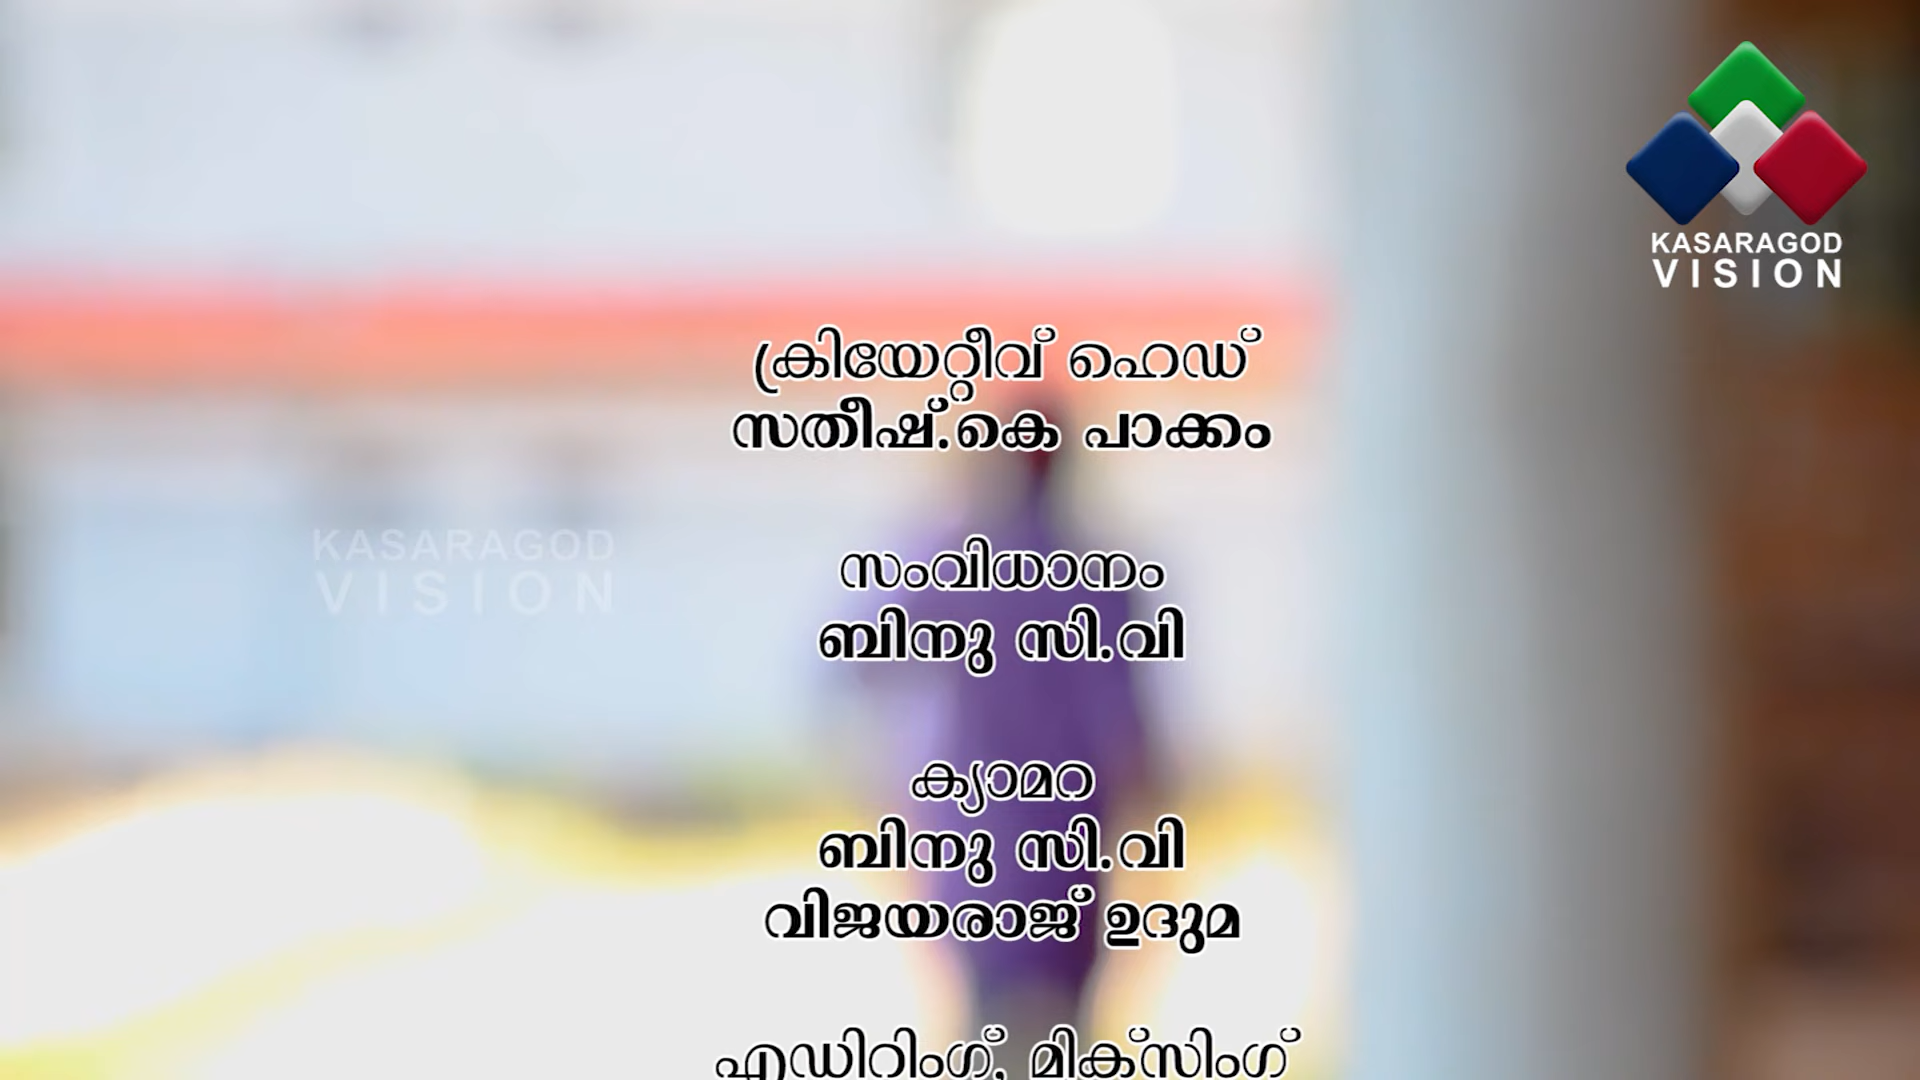 KASARAGOD
VISION
ക്രിയേറ്റീവ് ഹെഡ്
സതീഷ്.കെ പാക്കം
KASARAGOD
VISION
സംവിധാനം
ബിനു സി.വി
ക്യാമറ
ബിനു സി.വി
വിജയരാജ് ഉദുമ
എഡിറിംഗ്, മിക്സിംഗ്